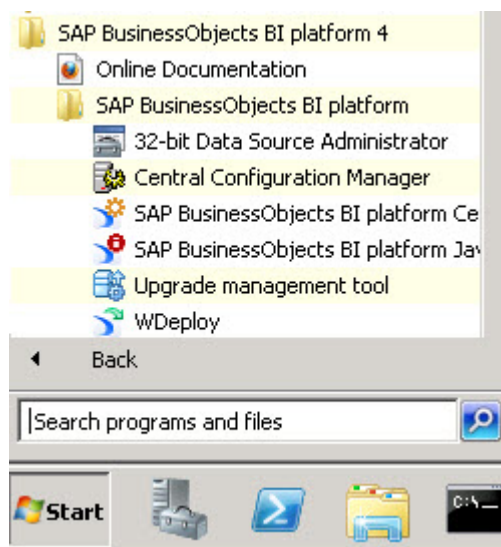 SAP BusinessObjects BI platform 4
Online Documentation
SAP BusinessObjects BI platform
32-bit Data Source Administrator
Central Configuration Manager
SAP BusinessObjects BI platform Ce
SAP BusinessObjects BI platform Jav
Upgrade management tool
WDeploy
Back
Search programs and files
Start
C:\_